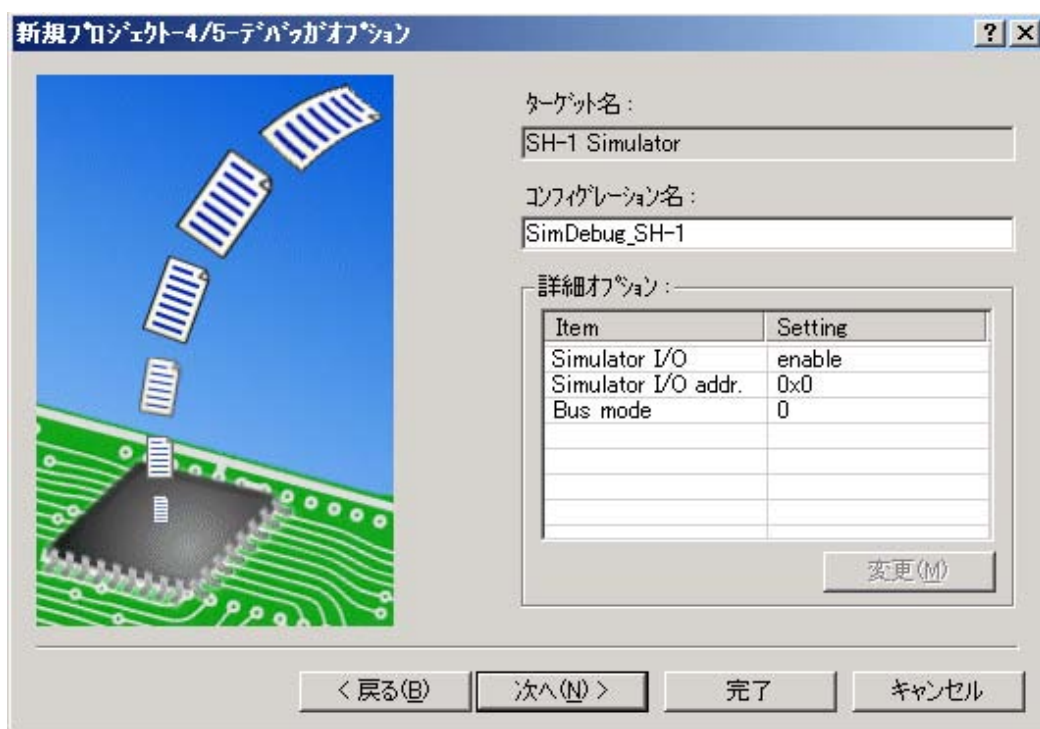 新規ﾌﾟﾛｼﾞｪｸﾄ-4/5-ﾃﾞﾊﾞｯｶﾞｵﾌﾟｼｮﾝ
ﾀｰｹﾞｯﾄ名：
SH-1 Simulator
ｺﾝﾌｨｸﾞﾚｰｼｮﾝ名：
SimDebug_SH-1
詳細ｵﾌﾟｼｮﾝ：
Item Setting
Simulator I/O enable
Simulator I/O addr. 0x0
Bus mode 0
変更(M)
< 戻る(B) 次へ(N) > 完了 キャンセル